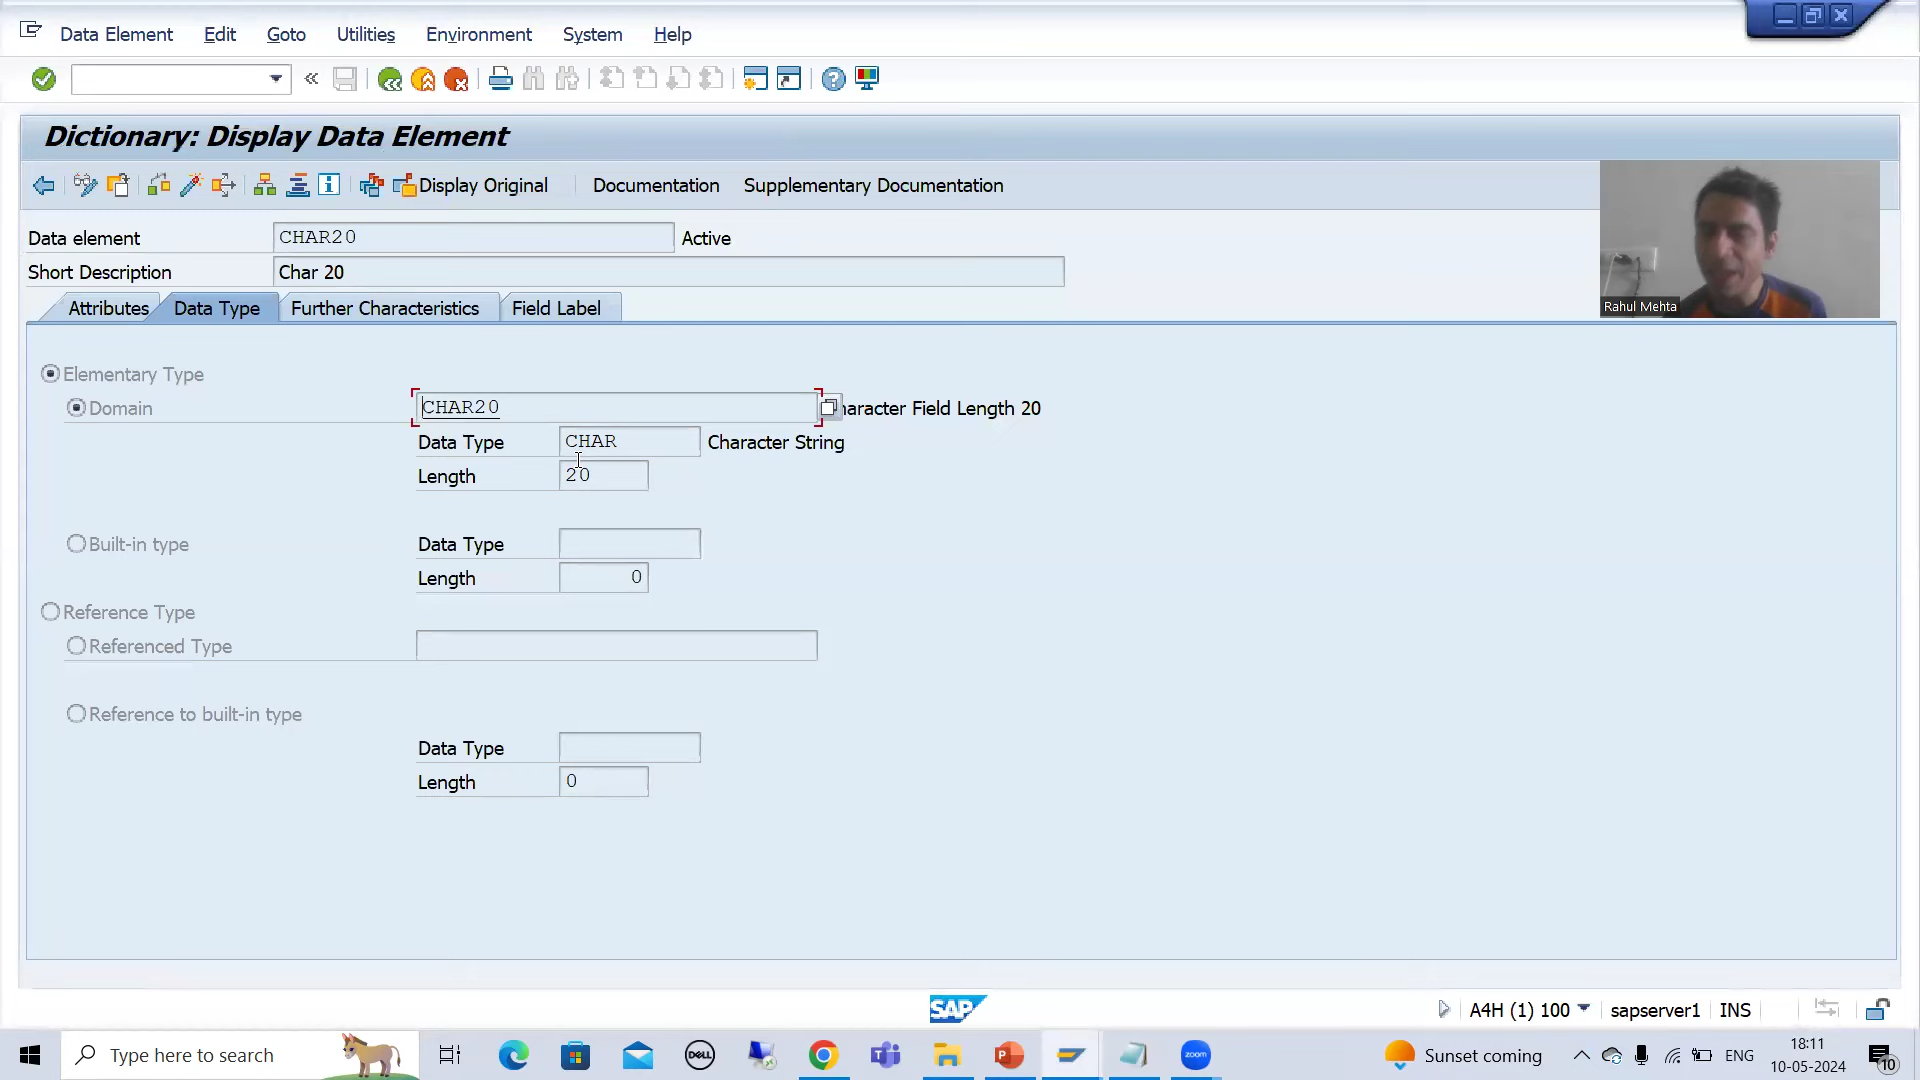 Data Element Edit Goto Utilities Environment System Help
Dictionary: Display Data Element
Display Original Documentation Supplementary Documentation
Data element CHAR20 Active
Short Description Char 20
Attributes Data Type Further Characteristics Field Label
Rahul Mehta
Elementary Type
Domain CHAR20 haracter Field Length 20
Data Type CHAR Character String
Length 20
Built-in type Data Type
Length 0
Reference Type
Referenced Type
Reference to built-in type
Data Type
Length 0
SAP A4H (1) 100 sapserver1 INS
Type here to search DELL zoom Sunset coming ENG 18:11
10-05-2024 10